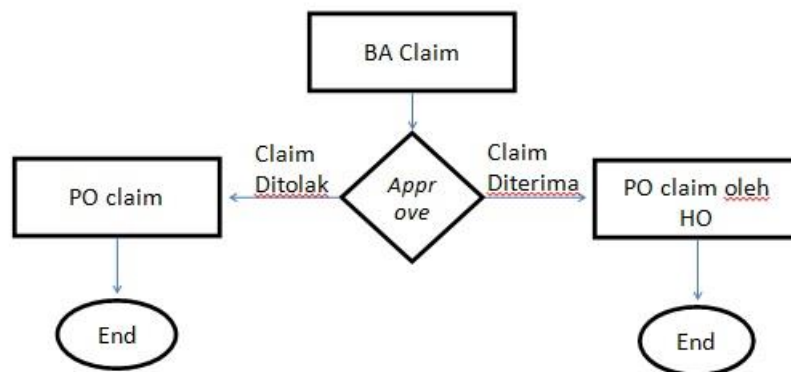 BA Claim
Claim
Ditolak
Appr
ove
Claim
Diterima
PO claim
PO claim oleh
HO
End
End